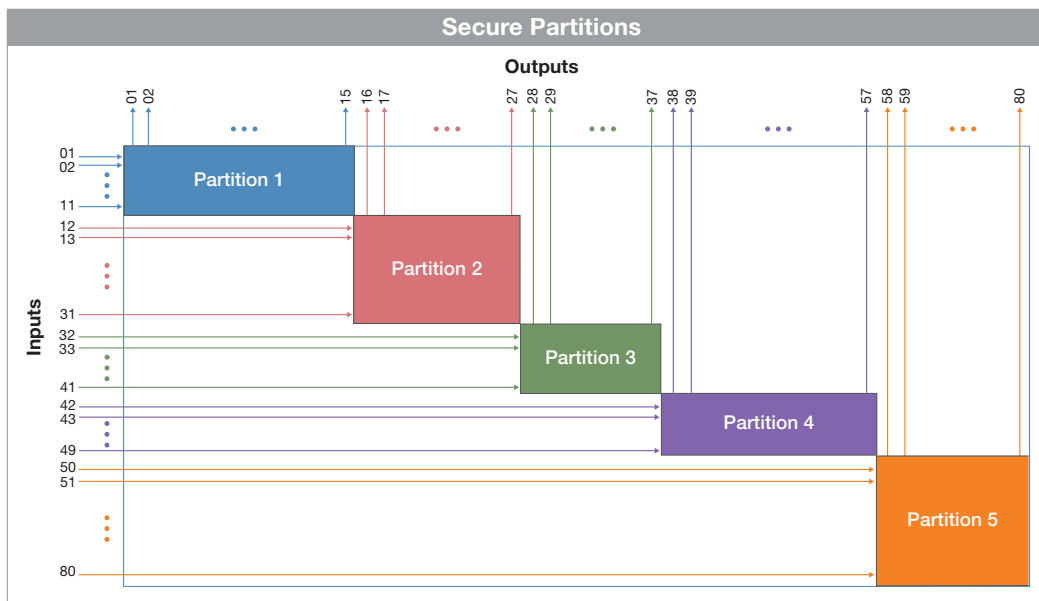 Secure Partitions
Outputs
01 02 15 16 17 27 28 29 37 38 39 57 58 59 80
Inputs
01
02
11
12
13
31
32
33
41
42
43
49
50
51
80
Partition 1
Partition 2
Partition 3
Partition 4
Partition 5